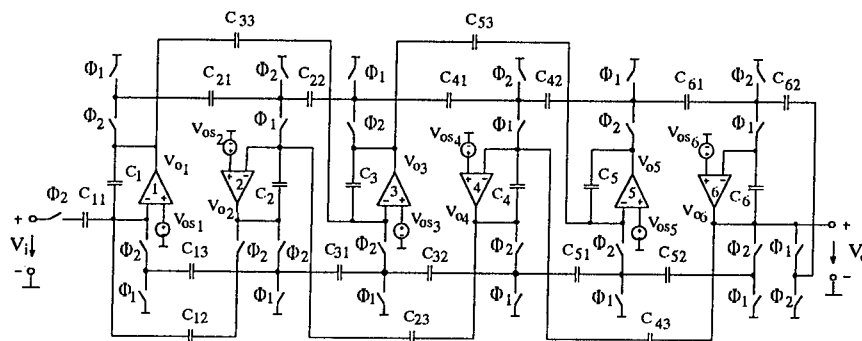 C33 C53
Φ1 C21 Φ2 C22 Φ1 C41 Φ2 C42 Φ1 C61 Φ2 C62
Φ2 Vos2 Φ1 Φ2 Vos4 Φ1 Φ2 Vos6 Φ1
C1 Vo1 C2 C3 Vo3 C4 C5 Vo5 C6
Φ2 C11 1 2 3 4 5 6
+ Vos1 Vo2 Vos3 Vo4 Vos5 Vo6 +
Vi Φ2 C13 Φ2 Φ2 C31 Φ2 C32 Φ2 C51 Φ2 C52 Φ2 Φ1
- Φ1 Φ1 Φ1 Φ1 Φ1 Φ1 Φ2 -
C12 C23 C43